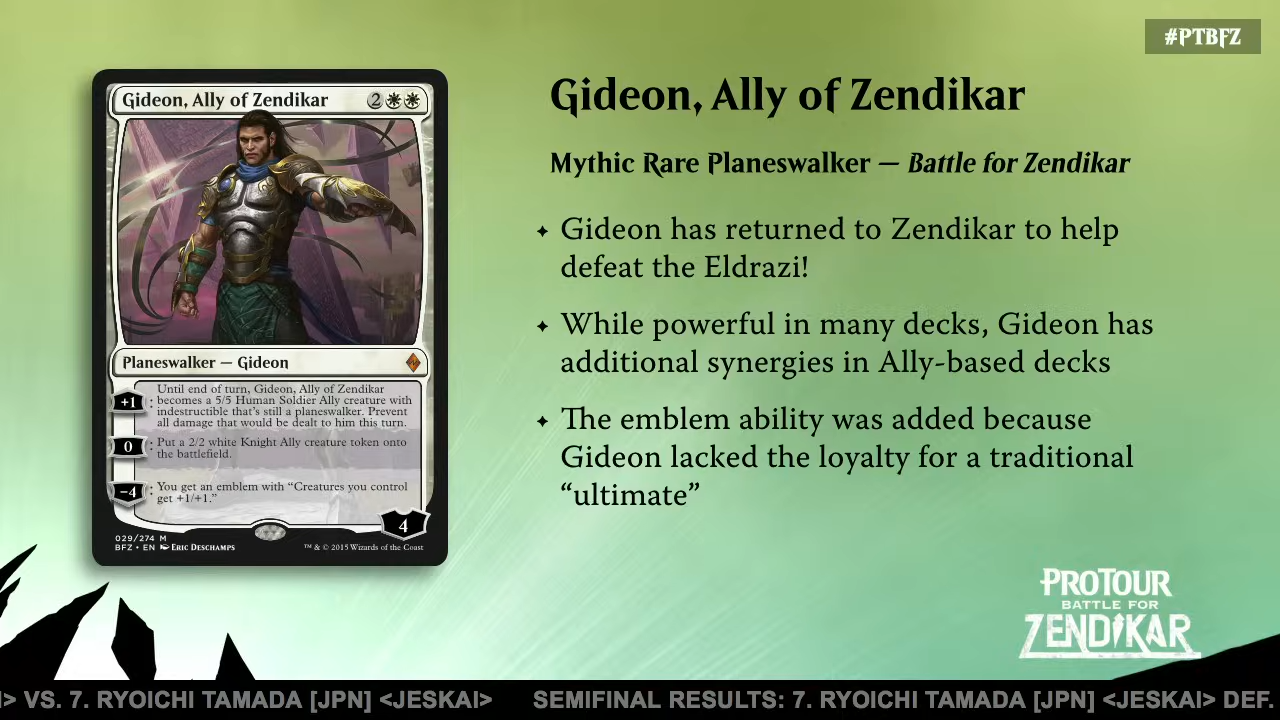 #PTBFZ
Gideon, Ally of Zendikar
2
Gideon, Ally of Zendikar
Mythic Rare Planeswalker — Battle for Zendikar
✦ Gideon has returned to Zendikar to help
defeat the Eldrazi!
✦ While powerful in many decks, Gideon has
additional synergies in Ally-based decks
✦ The emblem ability was added because
Gideon lacked the loyalty for a traditional
“ultimate”
Planeswalker — Gideon
Until end of turn, Gideon, Ally of Zendikar
+1 : becomes a 5/5 Human Soldier Ally creature with
indestructible that's still a planeswalker. Prevent
all damage that would be dealt to him this turn.
0 : Put a 2/2 white Knight Ally creature token onto
the battlefield.
−4 : You get an emblem with “Creatures you control
get +1/+1.”
4
029/274 M
BFZ • EN Eric Deschamps
™ & © 2015 Wizards of the Coast
PRO TOUR
BATTLE FOR
ZENDIKAR
> VS. 7. RYOICHI TAMADA [JPN] <JESKAI> SEMIFINAL RESULTS: 7. RYOICHI TAMADA [JPN] <JESKAI> DEF.